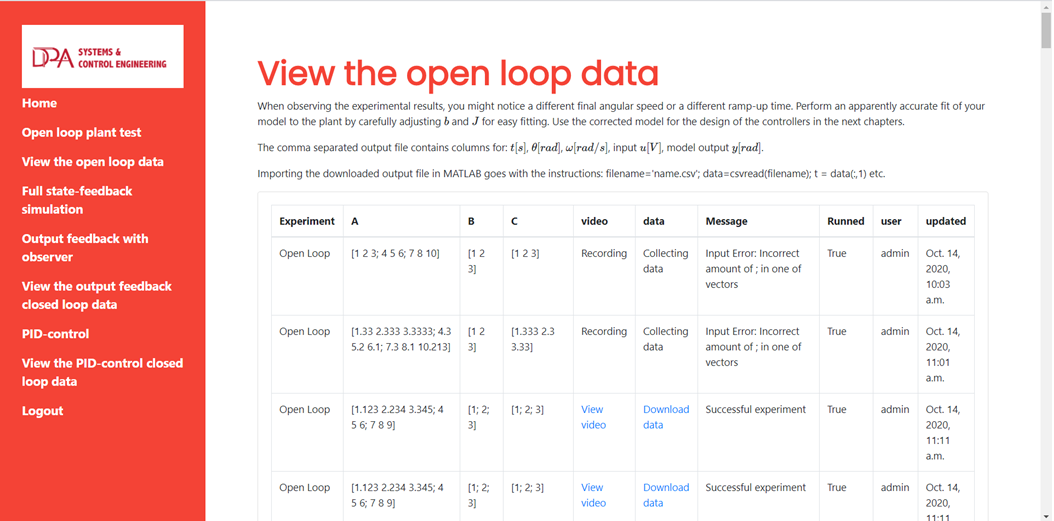 DPA SYSTEMS &
CONTROL ENGINEERING
Home
Open loop plant test
View the open loop data
Full state-feedback
simulation
Output feedback with
observer
View the output feedback
closed loop data
PID-control
View the PID-control closed
loop data
Logout
View the open loop data
When observing the experimental results, you might notice a different final angular speed or a different ramp-up time. Perform an apparently accurate fit of your
model to the plant by carefully adjusting b and J for easy fitting. Use the corrected model for the design of the controllers in the next chapters.
The comma separated output file contains columns for: t[s], θ[rad], ω[rad/s], input u[V], model output y[rad].
Importing the downloaded output file in MATLAB goes with the instructions: filename='name.csv'; data=csvread(filename); t = data(:,1) etc.
Experiment A B C video data Message Runned user updated
Open Loop [1 2 3; 4 5 6; 7 8 10] [1 2 [1 2 3] Recording Collecting Input Error: Incorrect True admin Oct. 14,
3] data amount of ; in one of 2020,
vectors 10:03
a.m.
Open Loop [1.33 2.333 3.3333; 4.3 [1 2 [1.333 2.3 Recording Collecting Input Error: Incorrect True admin Oct. 14,
5.2 6.1; 7.3 8.1 10.213] 3] 3.33] data amount of ; in one of 2020,
vectors 11:01
a.m.
Open Loop [1.123 2.234 3.345; 4 [1; 2; [1; 2; 3] View Download Successful experiment True admin Oct. 14,
5 6; 7 8 9] 3] video data 2020,
11:11
a.m.
Open Loop [1.123 2.234 3.345; 4 [1; 2; [1; 2; 3] View Download Successful experiment True admin Oct. 14,
5 6; 7 8 9] 3] video data 2020,
11:11